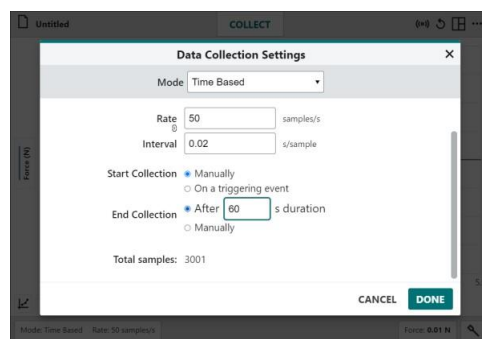 Untitled
COLLECT
Data Collection Settings
×
Mode Time Based
Rate 50 samples/s
Interval 0.02 s/sample
Start Collection Manually
On a triggering event
End Collection After 60 s duration
Manually
Total samples: 3001
CANCEL DONE
Force (N)
5
Mode: Time Based Rate: 50 samples/s Force: 0.01 N